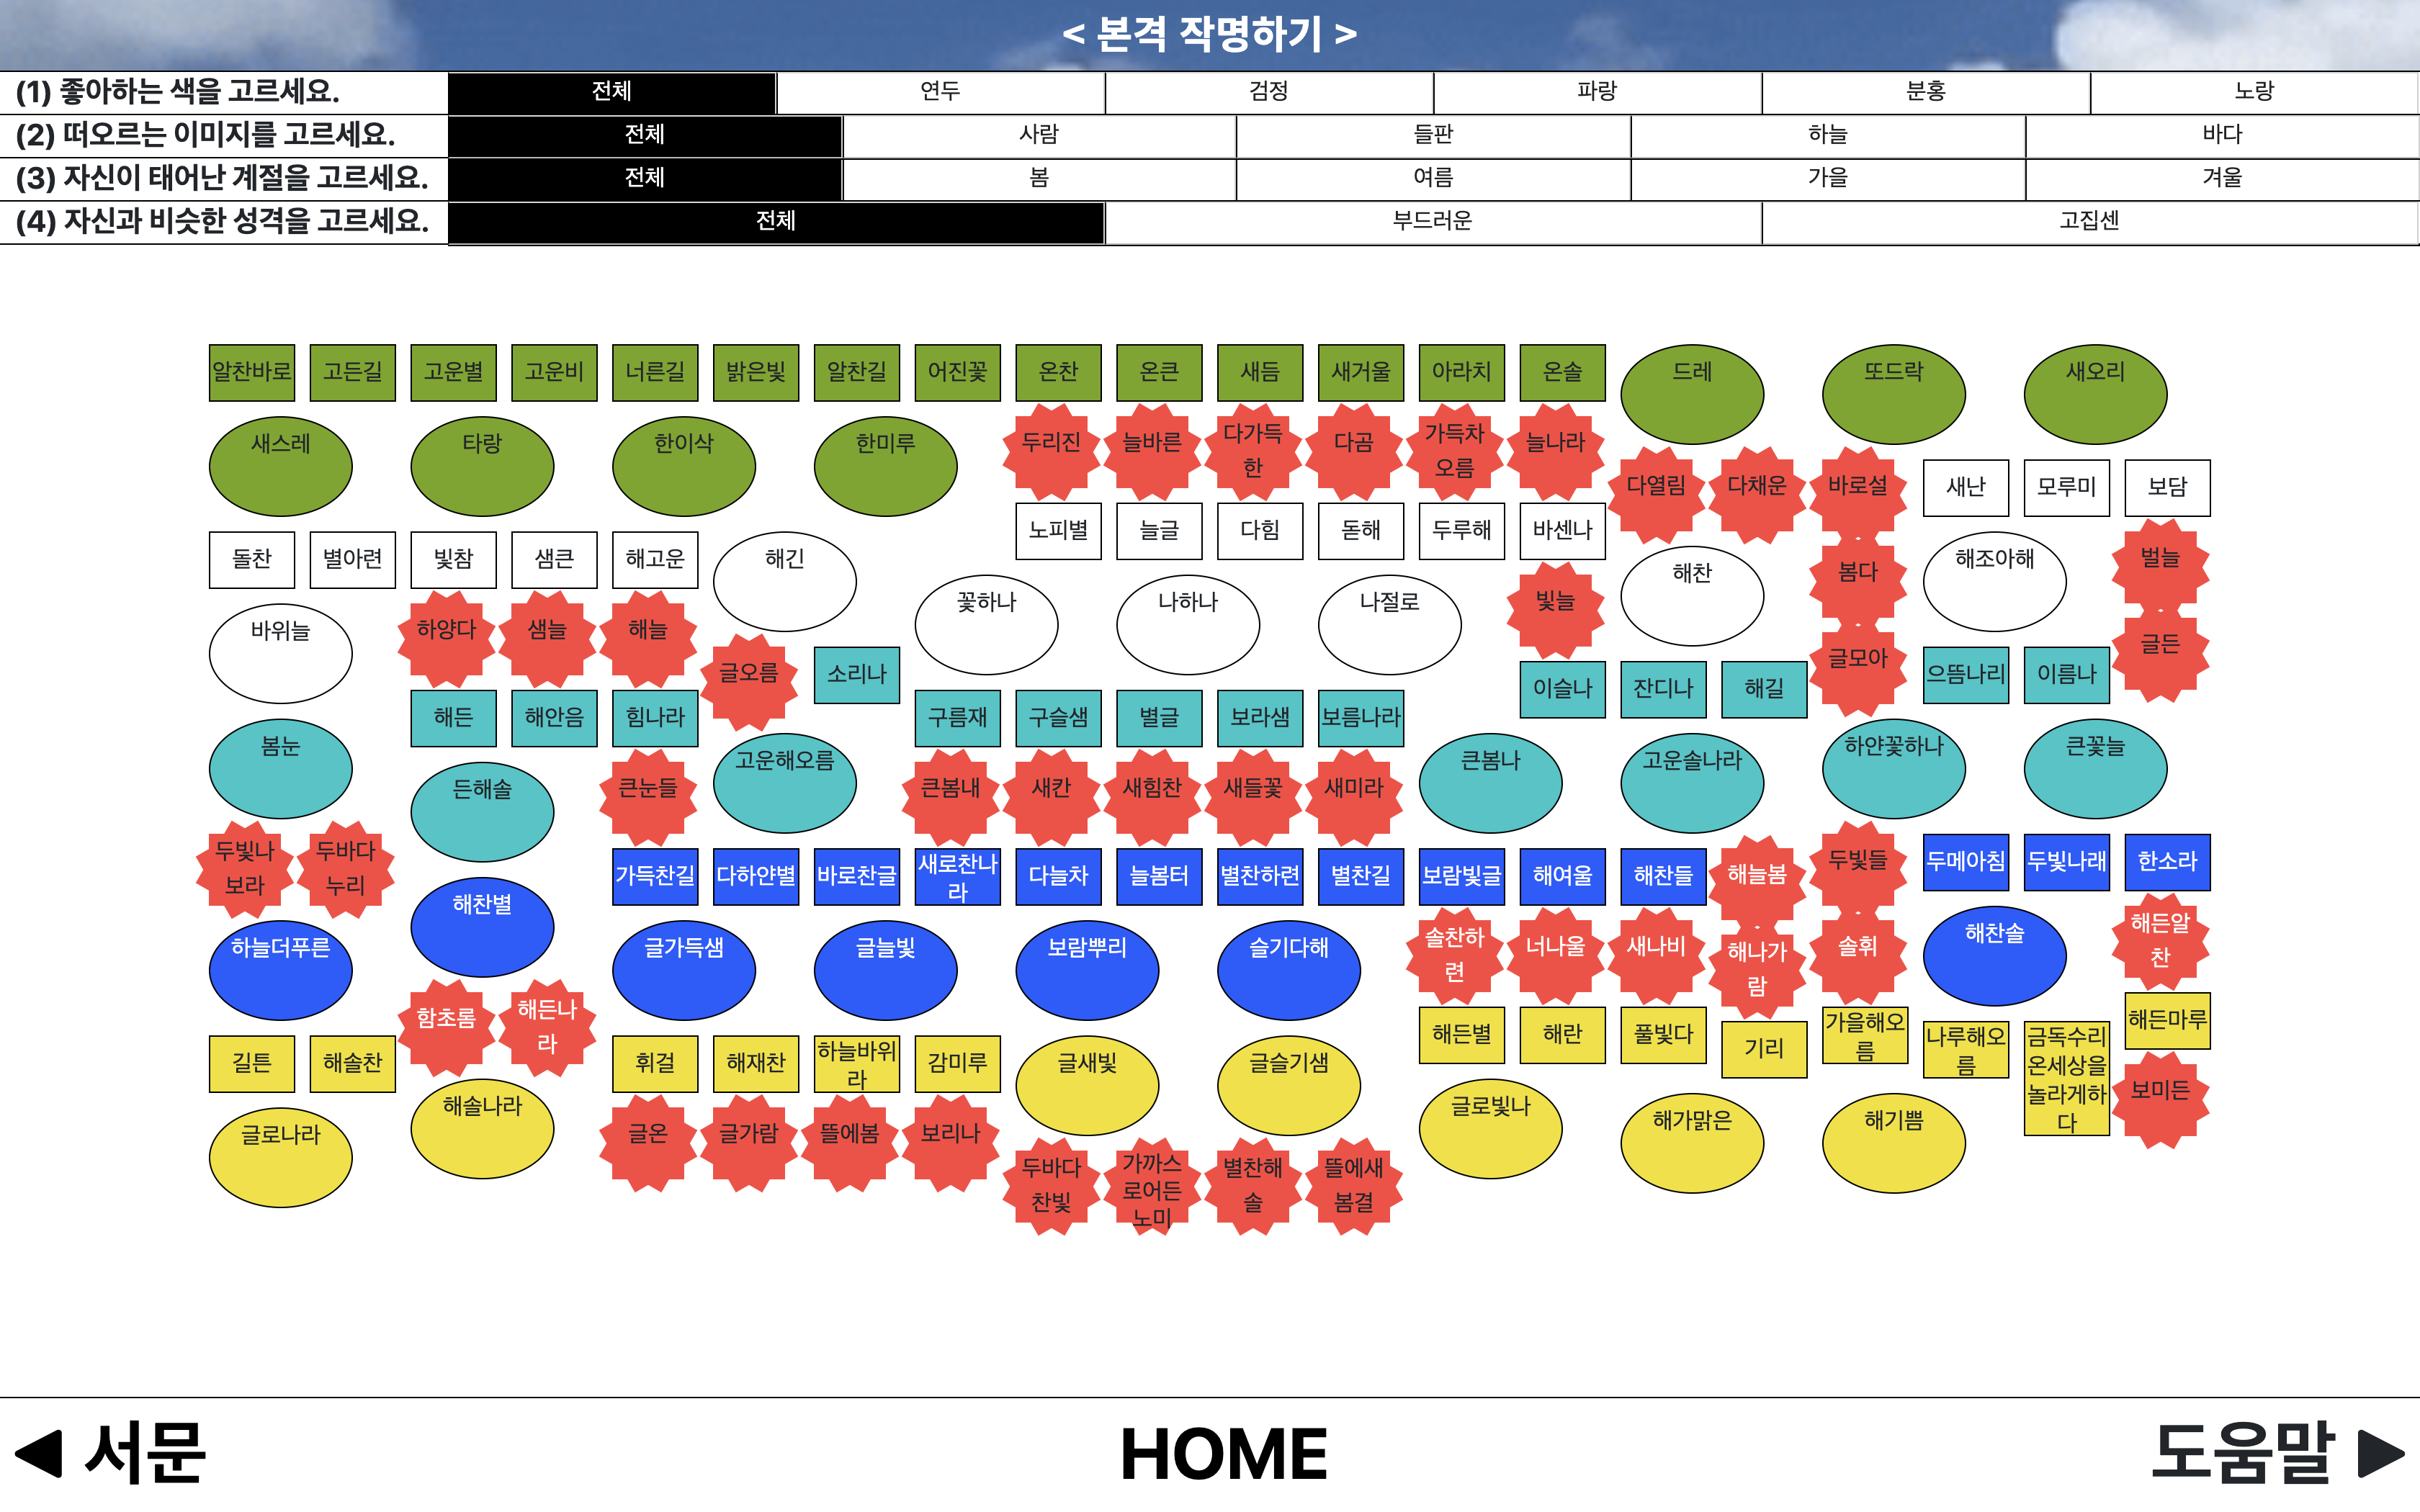 < 본격 작명하기 >
(1) 좋아하는 색을 고르세요. 전체 연두 검정 파랑 분홍 노랑
(2) 떠오르는 이미지를 고르세요. 전체 사람 들판 하늘 바다
(3) 자신이 태어난 계절을 고르세요. 전체 봄 여름 가을 겨울
(4) 자신과 비슷한 성격을 고르세요. 전체 부드러운 고집센
알찬바로 고든길 고운별 고운비 너른길 밝은빛 알찬길 어진꽃 온찬 온큰 새듬 새거울 아라치 온솔 드레 또드락 새오리
새스레 타랑 한이삭 한미루 두리진 늘바른 다가득한 다곰 가득차오름 늘나라
다열림 다채운 바로설 새난 모루미 보담
노피별 늘글 다힘 돋해 두루해 바센나
돌찬 별아련 빛참 샘큰 해고운 해긴 해찬 봄다 해조아해 벌늘
꽃하나 나하나 나절로 빛늘
바위늘 하양다 샘늘 해늘 글모아 글든
글오름 소리나 이슬나 잔디나 해길 으뜸나리 이름나
해든 해안음 힘나라 구름재 구슬샘 별글 보라샘 보름나라
봄눈 고운해오름 큰봄나 고운솔나라 하얀꽃하나 큰꽃늘
든해솔 큰눈들 큰봄내 새칸 새힘찬 새들꽃 새미라
두빛나보라 두바다누리 가득찬길 다하얀별 바로찬글 새로찬나라 다늘차 늘봄터 별찬하련 별찬길 보람빛글 해여울 해찬들 해늘봄 두빛들 두메아침 두빛나래 한소라
해찬별 솔찬하련 너나울 새나비 해나가람 솔휘 해찬솔 해든알찬
하늘더푸른 글가득샘 글늘빛 보람뿌리 슬기다해
함초롬 해든나라 해든별 해란 풀빛다 기리 가을해오름 나루해오름 금독수리온세상을놀라게하다 해든마루
길튼 해솔찬 휘걸 해재찬 하늘바위라 감미루 글새빛 글슬기샘
해솔나라 글로빛나 해가맑은 해기쁨 보미든
글로나라 글온 글가람 뜰에봄 보리나
두바다찬빛 가까스로어든노미 별찬해솔 뜰에새봄결
◀ 서문 HOME 도움말 ▶